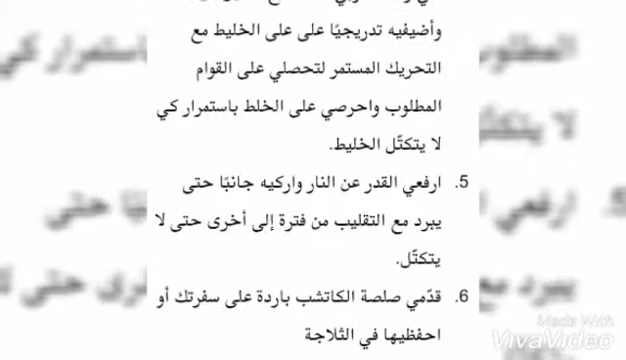 وأضيفيه تدريجيًا على على الخليط مع
التحريك المستمر لتحصلي على القوام
المطلوب واحرصي على الخلط باستمرار كي
لا يتكتّل الخليط.
5. ارفعي القدر عن النار واركيه جانبًا حتى
يبرد مع التقليب من فترة إلى أخرى حتى لا
يتكتّل.
6. قدّمي صلصة الكاتشب باردة على سفرتك أو
احفظيها في الثلاجة
Made With
VivaVideo